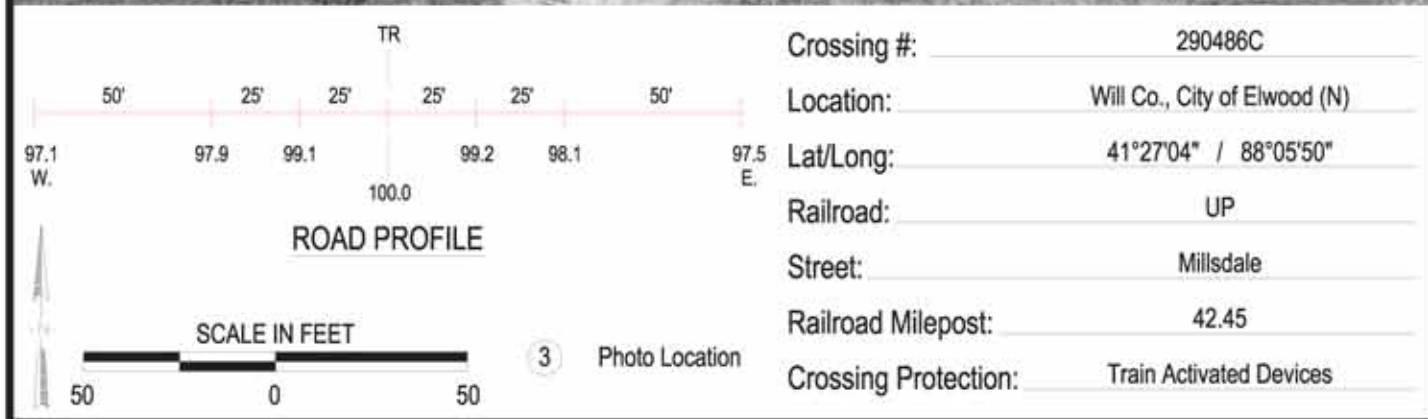 TR
50' 25' 25' 25' 25' 50'
97.1 97.9 99.1 99.2 98.1 97.5
W. E.
100.0
ROAD PROFILE
SCALE IN FEET
50 0 50
3 Photo Location
Crossing #: 290486C
Location: Will Co., City of Elwood (N)
Lat/Long: 41°27'04" / 88°05'50"
Railroad: UP
Street: Millsdale
Railroad Milepost: 42.45
Crossing Protection: Train Activated Devices